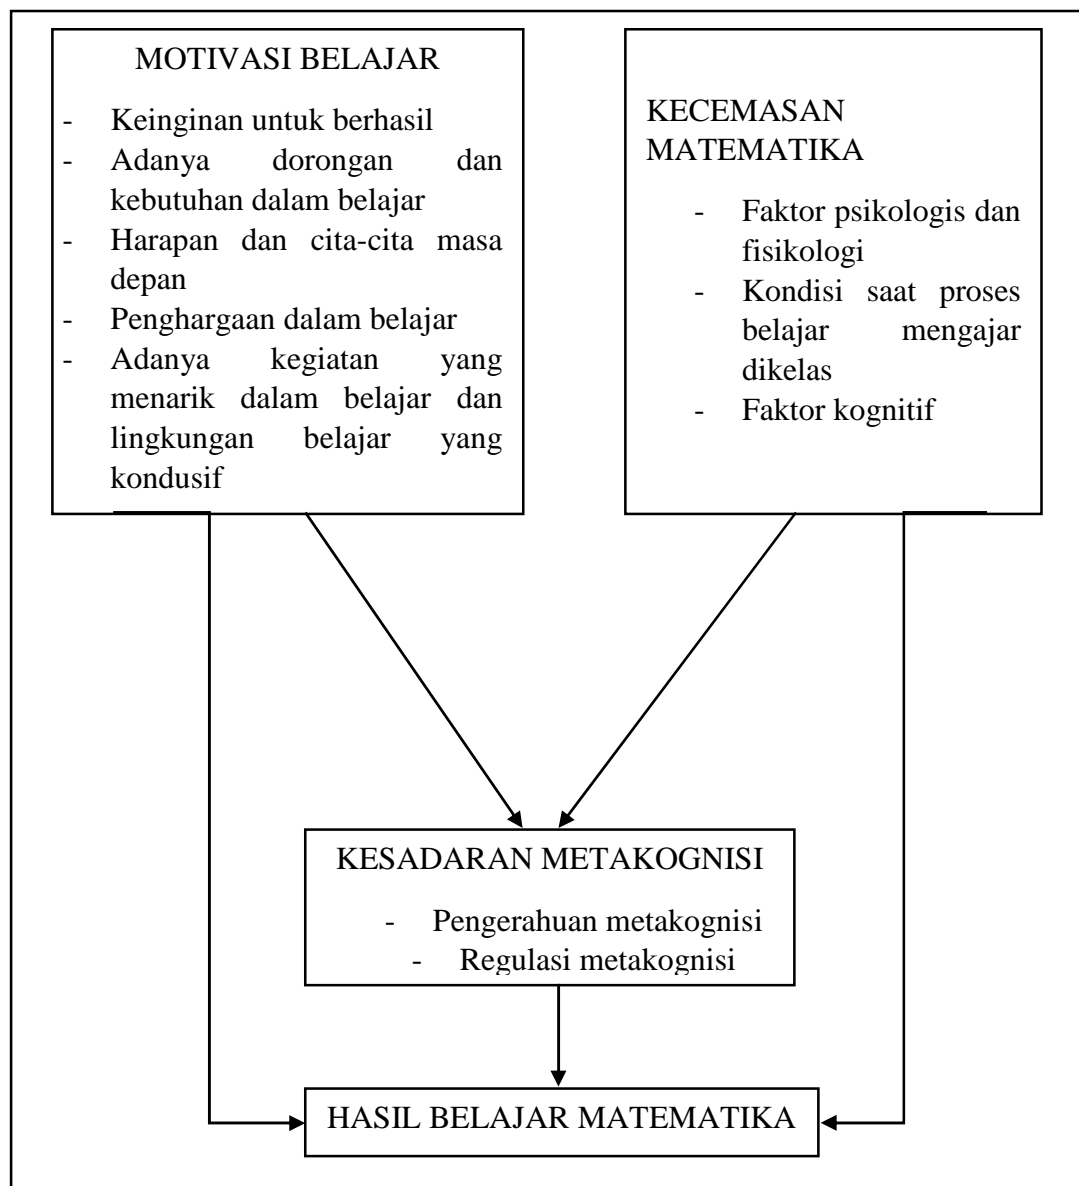 MOTIVASI BELAJAR
- Keinginan untuk berhasil
- Adanya dorongan dan
kebutuhan dalam belajar
- Harapan dan cita-cita masa
depan
- Penghargaan dalam belajar
- Adanya kegiatan yang
menarik dalam belajar dan
lingkungan belajar yang
kondusif
KECEMASAN
MATEMATIKA
- Faktor psikologis dan
fisikologi
- Kondisi saat proses
belajar mengajar
dikelas
- Faktor kognitif
KESADARAN METAKOGNISI
- Pengerahuan metakognisi
- Regulasi metakognisi
HASIL BELAJAR MATEMATIKA